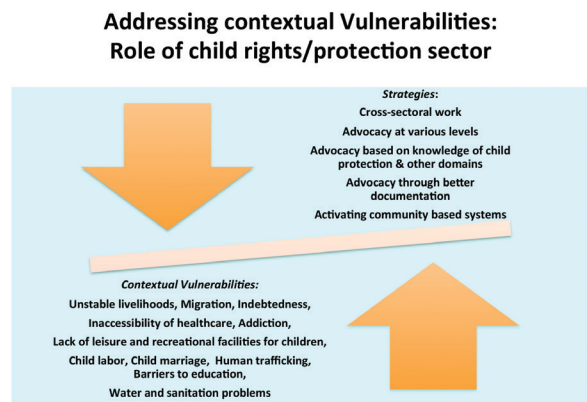 Addressing contextual Vulnerabilities:
Role of child rights/protection sector
Strategies:
Cross-sectoral work
Advocacy at various levels
Advocacy based on knowledge of child
protection & other domains
Advocacy through better
documentation
Activating community based systems
Contextual Vulnerabilities:
Unstable livelihoods, Migration, Indebtedness,
Inaccessibility of healthcare, Addiction,
Lack of leisure and recreational facilities for children,
Child labor, Child marriage, Human trafficking,
Barriers to education,
Water and sanitation problems